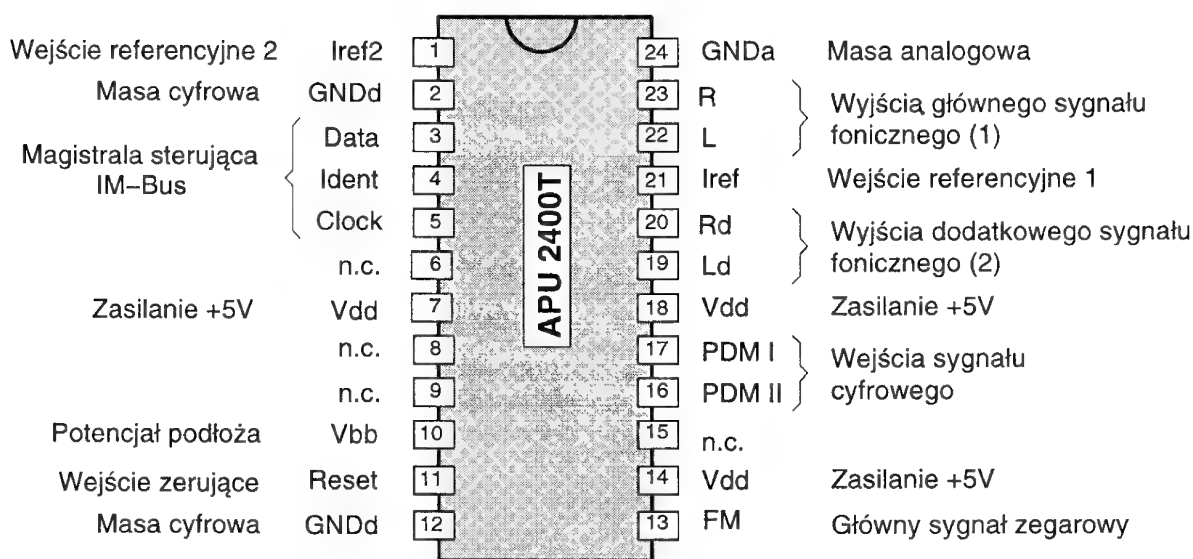 Wejście referencyjne 2 Iref2 1
Masa cyfrowa GNDd 2
Data 3
Magistrala sterująca
IM–Bus
Ident 4
Clock 5
n.c. 6
Zasilanie +5V Vdd 7
n.c. 8
n.c. 9
Potencjał podłoża Vbb 10
Wejście zerujące Reset 11
Masa cyfrowa GNDd 12
APU 2400T
24 GNDa Masa analogowa
23 R
22 L
Wyjścią głównego sygnału
fonicznego (1)
21 Iref Wejście referencyjne 1
20 Rd
19 Ld
Wyjścia dodatkowego sygnału
fonicznego (2)
18 Vdd Zasilanie +5V
17 PDM I
16 PDM II
Wejścia sygnału
cyfrowego
15 n.c.
14 Vdd Zasilanie +5V
13 FM Główny sygnał zegarowy